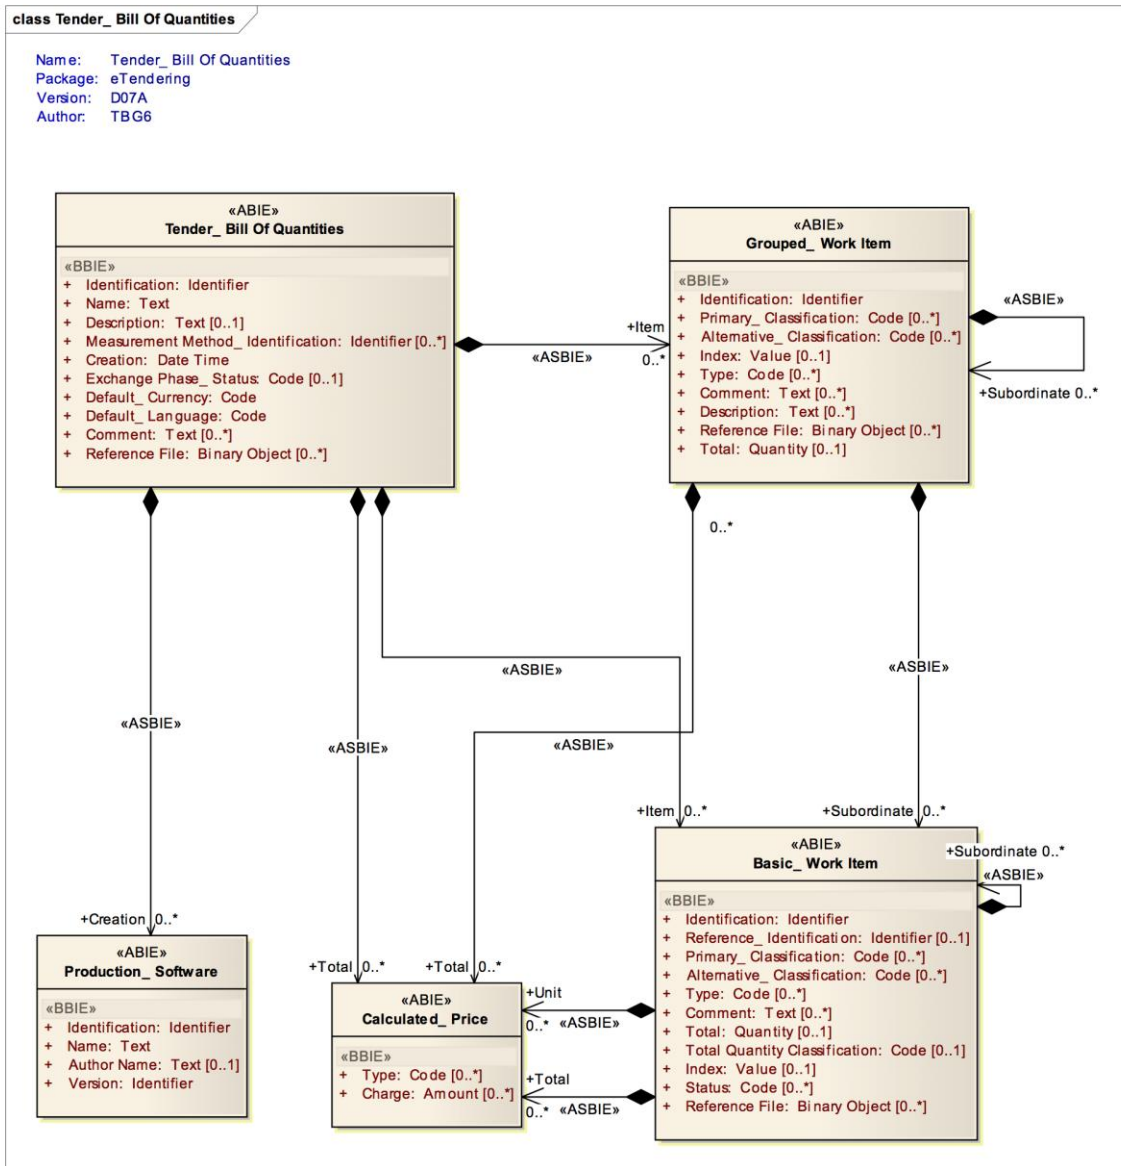 class Tender_ Bill Of Quantities
Name: Tender_ Bill Of Quantities
Package: eTendering
Version: D07A
Author: TBG6
«ABIE»
Tender_ Bill Of Quantities
«BBIE»
+ Identification: Identifier
+ Name: Text
+ Description: Text [0..1]
+ Measurement Method_ Identification: Identifier [0..*]
+ Creation: Date Time
+ Exchange Phase_ Status: Code [0..1]
+ Default_ Currency: Code
+ Default_ Language: Code
+ Comment: Text [0..*]
+ Reference File: Binary Object [0..*]
+Item
0..*
«ASBIE»
«ABIE»
Grouped_ Work Item
«BBIE»
+ Identification: Identifier
+ Primary_ Classification: Code [0..*]
+ Alternative_ Classification: Code [0..*]
+ Index: Value [0..1]
+ Type: Code [0..*]
+ Comment: Text [0..*]
+ Description: Text [0..*]
+ Reference File: Binary Object [0..*]
+ Total: Quantity [0..1]
«ASBIE»
+Subordinate 0..*
0..*
«ASBIE»
«ASBIE»
«ASBIE»
«ASBIE»
«ASBIE»
+Item 0..*
+Subordinate 0..*
«ABIE»
Basic_ Work Item
«BBIE»
+ Identification: Identifier
+ Reference_ Identification: Identifier [0..1]
+ Primary_ Classification: Code [0..*]
+ Alternative_ Classification: Code [0..*]
+ Type: Code [0..*]
+ Comment: Text [0..*]
+ Total: Quantity [0..1]
+ Total Quantity Classification: Code [0..1]
+ Index: Value [0..1]
+ Status: Code [0..*]
+ Reference File: Binary Object [0..*]
+Subordinate 0..*
«ASBIE»
+Creation 0..*
«ABIE»
Production_ Software
«BBIE»
+ Identification: Identifier
+ Name: Text
+ Author Name: Text [0..1]
+ Version: Identifier
+Total 0..*
+Total 0..*
«ABIE»
Calculated_ Price
«BBIE»
+ Type: Code [0..*]
+ Charge: Amount [0..*]
+Unit
0..* «ASBIE»
+Total
0..* «ASBIE»